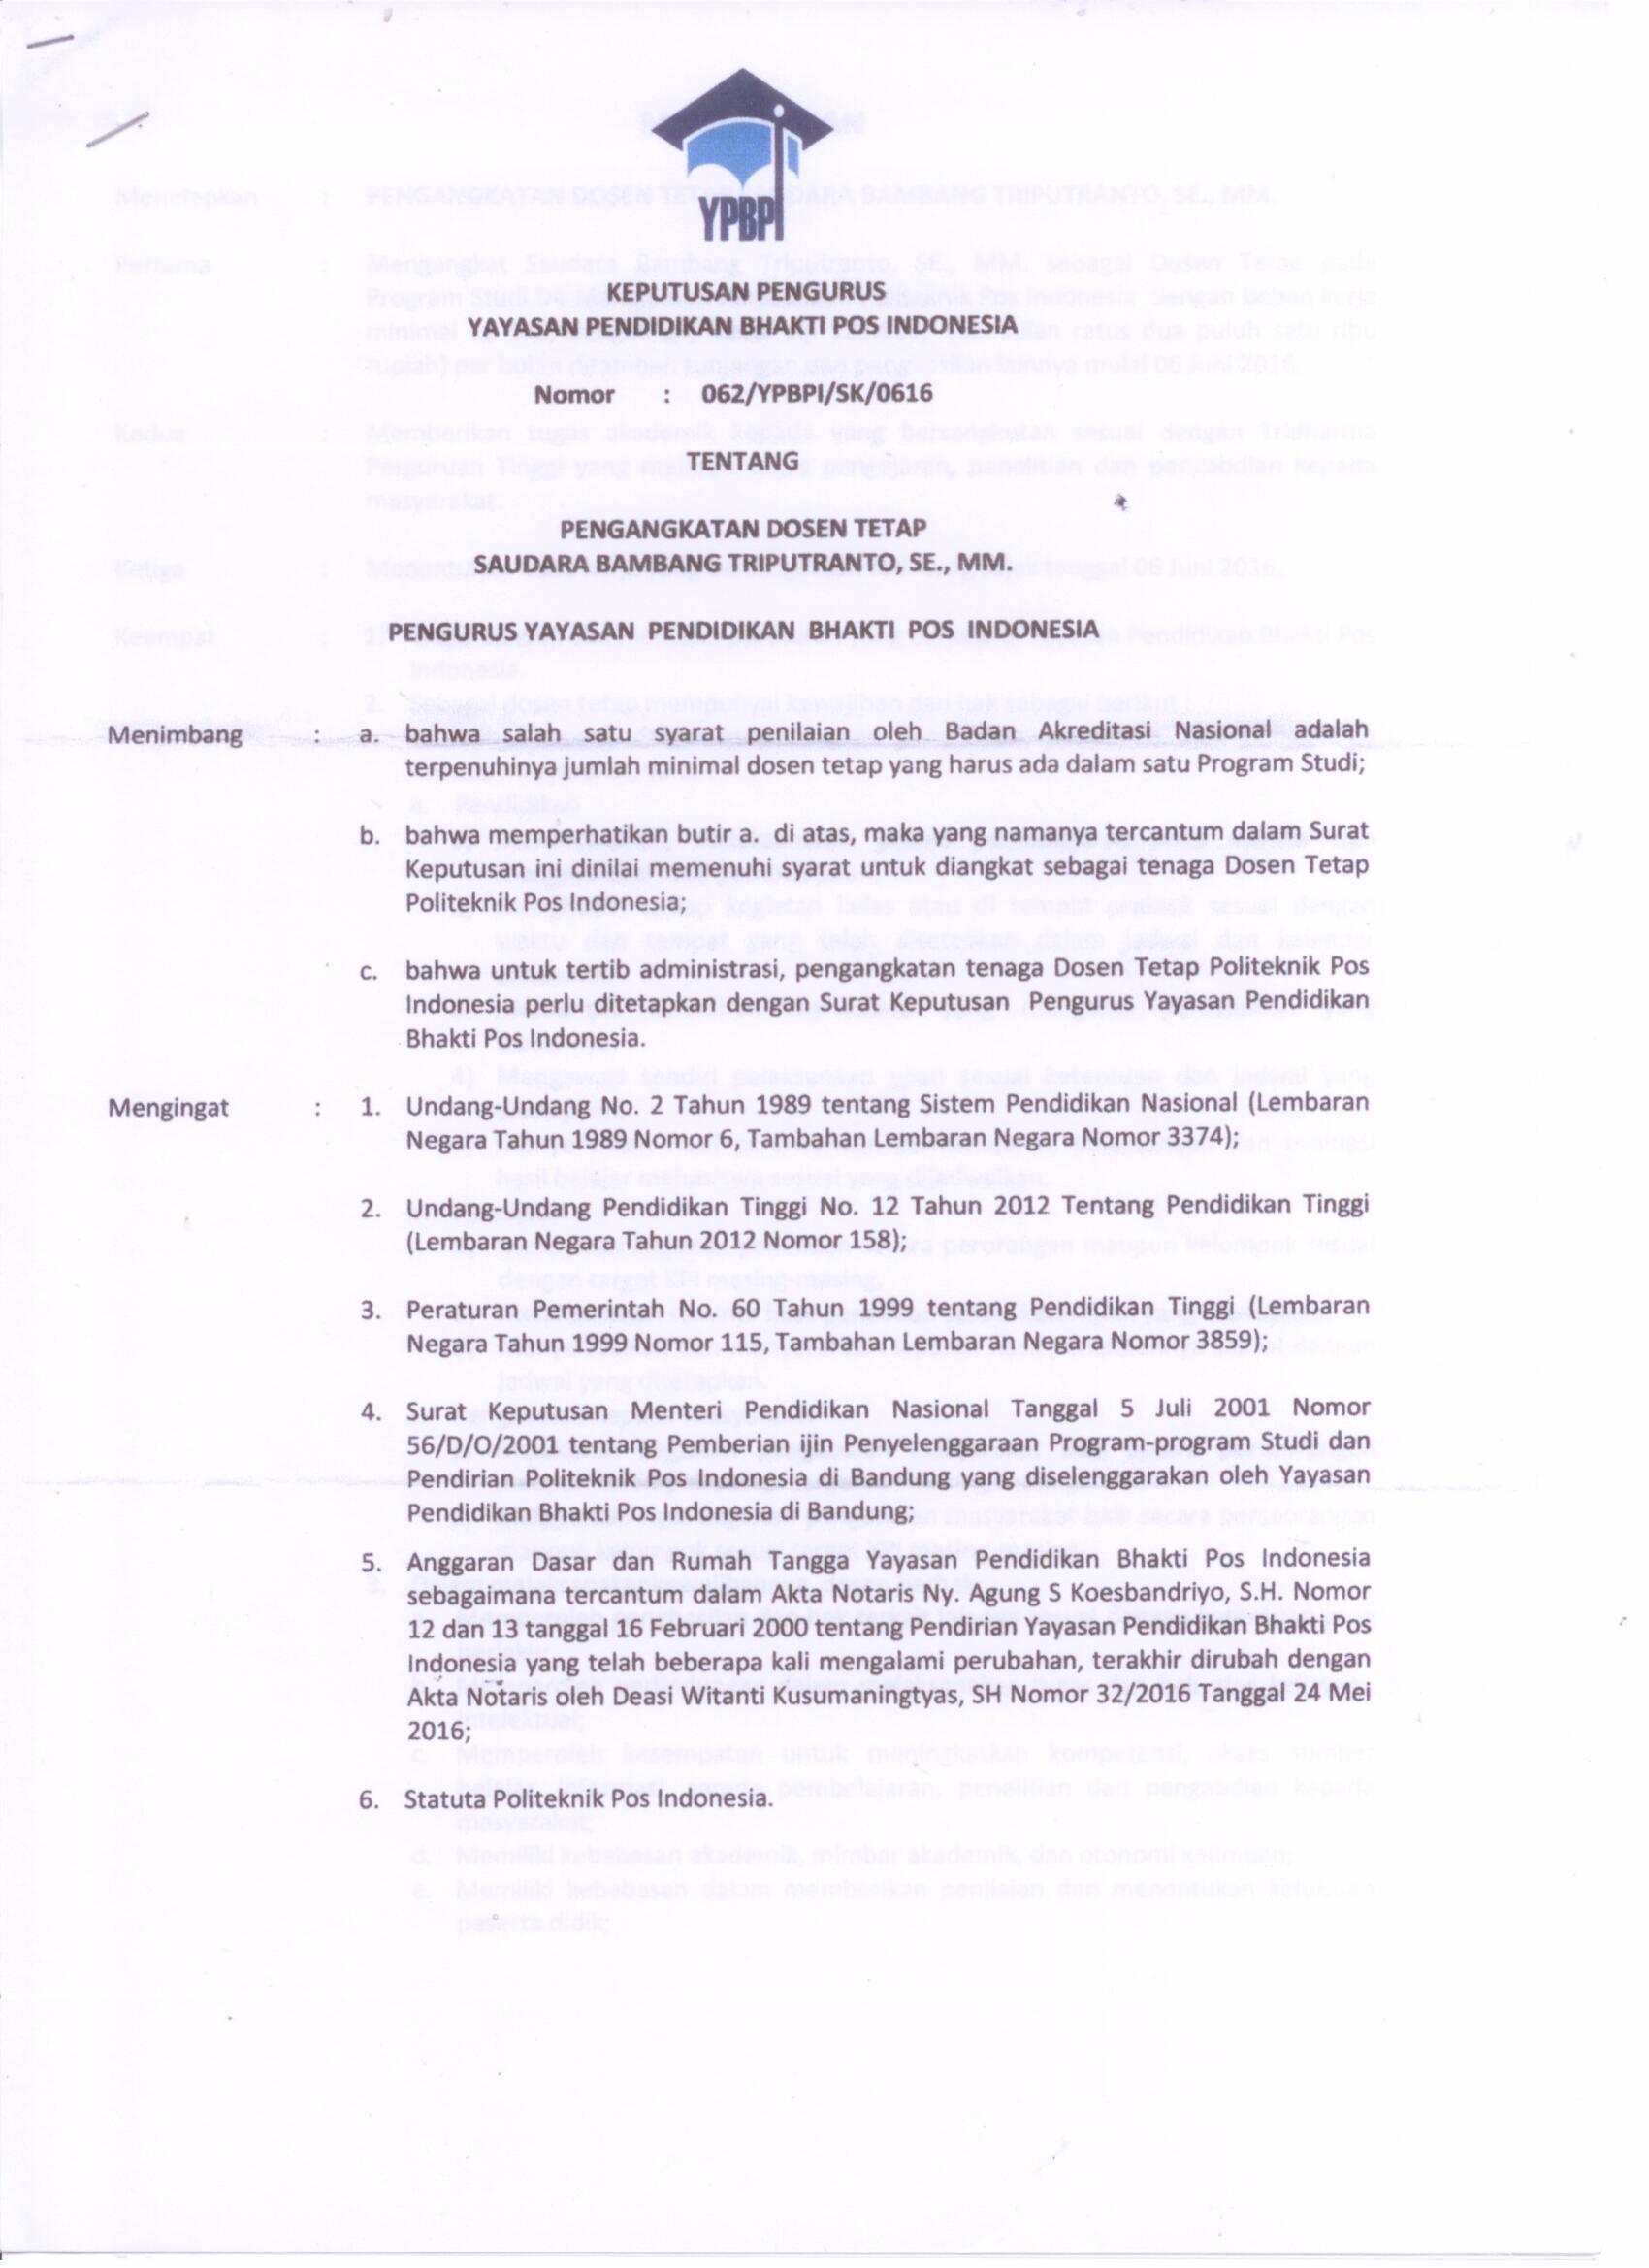 YPBPI
KEPUTUSAN PENGURUS
YAYASAN PENDIDIKAN BHAKTI POS INDONESIA
Nomor : 062/YPBPI/SK/0616
TENTANG
PENGANGKATAN DOSEN TETAP
SAUDARA BAMBANG TRIPUTRANTO, SE., MM.
PENGURUS YAYASAN PENDIDIKAN BHAKTI POS INDONESIA
Menimbang : a. bahwa salah satu syarat penilaian oleh Badan Akreditasi Nasional adalah
terpenuhinya jumlah minimal dosen tetap yang harus ada dalam satu Program Studi;
b. bahwa memperhatikan butir a. di atas, maka yang namanya tercantum dalam Surat
Keputusan ini dinilai memenuhi syarat untuk diangkat sebagai tenaga Dosen Tetap
Politeknik Pos Indonesia;
c. bahwa untuk tertib administrasi, pengangkatan tenaga Dosen Tetap Politeknik Pos
Indonesia perlu ditetapkan dengan Surat Keputusan Pengurus Yayasan Pendidikan
Bhakti Pos Indonesia.
Mengingat : 1. Undang-Undang No. 2 Tahun 1989 tentang Sistem Pendidikan Nasional (Lembaran
Negara Tahun 1989 Nomor 6, Tambahan Lembaran Negara Nomor 3374);
2. Undang-Undang Pendidikan Tinggi No. 12 Tahun 2012 Tentang Pendidikan Tinggi
(Lembaran Negara Tahun 2012 Nomor 158);
3. Peraturan Pemerintah No. 60 Tahun 1999 tentang Pendidikan Tinggi (Lembaran
Negara Tahun 1999 Nomor 115, Tambahan Lembaran Negara Nomor 3859);
4. Surat Keputusan Menteri Pendidikan Nasional Tanggal 5 Juli 2001 Nomor
56/D/O/2001 tentang Pemberian ijin Penyelenggaraan Program-program Studi dan
Pendirian Politeknik Pos Indonesia di Bandung yang diselenggarakan oleh Yayasan
Pendidikan Bhakti Pos Indonesia di Bandung;
5. Anggaran Dasar dan Rumah Tangga Yayasan Pendidikan Bhakti Pos Indonesia
sebagaimana tercantum dalam Akta Notaris Ny. Agung S Koesbandriyo, S.H. Nomor
12 dan 13 tanggal 16 Februari 2000 tentang Pendirian Yayasan Pendidikan Bhakti Pos
Indonesia yang telah beberapa kali mengalami perubahan, terakhir dirubah dengan
Akta Notaris oleh Deasi Witanti Kusumaningtyas, SH Nomor 32/2016 Tanggal 24 Mei
2016;
6. Statuta Politeknik Pos Indonesia.